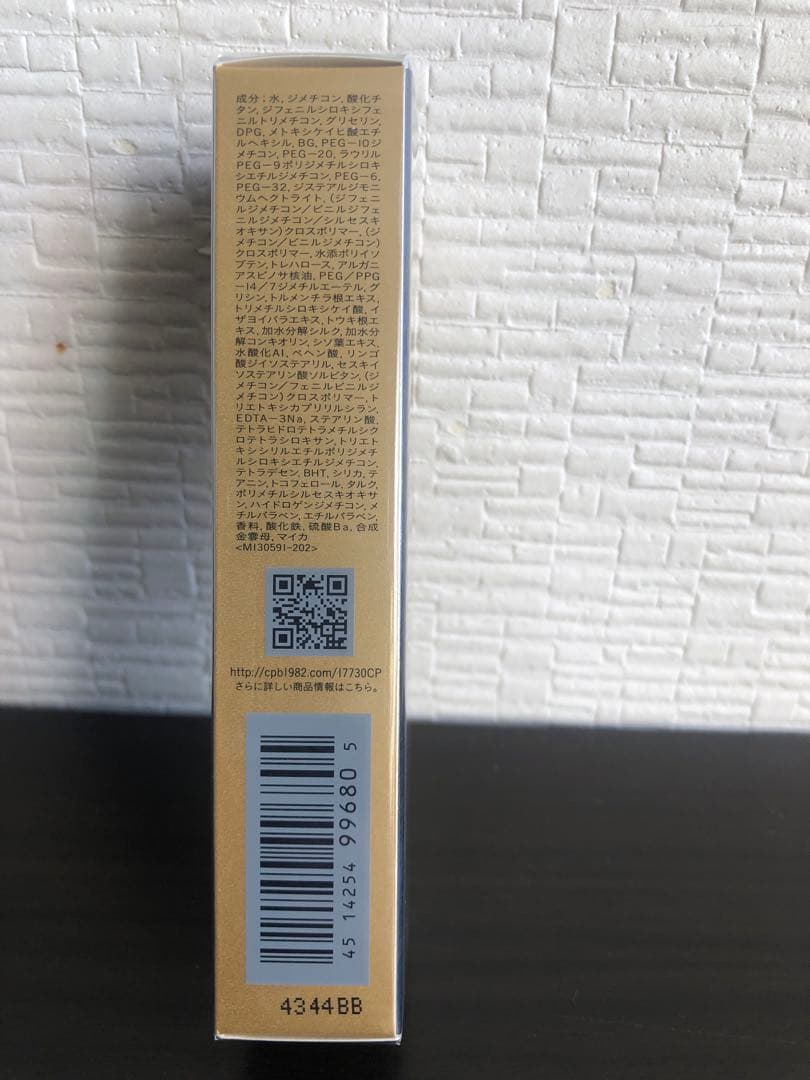 成分:水, ジメチコン, 酸化チ
タン, ジフェニルシロキシフェ
ニルトリメチコン, グリセリン,
DPG, メトキシケイヒ酸エチ
ルヘキシル, BG, PEG-10ジ
メチコン, PEG-20, ラウリル
PEG-9ポリジメチルシロキ
シエチルジメチコン, PEG-6,
PEG-32, ジステアルジモニ
ウムヘクトライト, (ジフェニ
ルジメチコン/ビニルジフェ
ニルジメチコン/シルセスキ
オキサン)クロスポリマー, (ジ
メチコン/ビニルジメチコン)
クロスポリマー, 水添ポリイソ
ブテン, トレハロース, アルガニ
アスピノサ核油, PEG/PPG
-14/7ジメチルエーテル, グ
リシン, トルメンチラ根エキス,
トリメチルシロキシケイ酸, イ
ザヨイバラエキス, トウキ根エ
キス, 加水分解シルク, 加水分
解コンキオリン, シソ葉エキス,
水酸化Al, ベヘン酸, リンゴ
酸ジイソステアリル, セスキイ
ソステアリン酸ソルビタン, (ジ
メチコン/フェニルビニルジ
メチコン)クロスポリマー, ト
リエトキシカプリリルシラン,
EDTA-3Na, ステアリン酸,
テトラヒドロテトラメチルシク
ロテトラシロキサン, トリエト
キシシリルエチルポリジメチ
ルシロキシエチルジメチコン,
テトラデセン, BHT, シリカ, テ
アニン, トコフェロール, タルク,
ポリメチルシルセスキオキサ
ン, ハイドロゲンジメチコン, メ
チルパラベン, エチルパラベン,
香料, 酸化鉄, 硫酸Ba, 合成
金雲母, マイカ
<M130591-202>
http://cpb1982.com/17730CP
さらに詳しい商品情報はこちら。
45 14254 99680 5
4344BB